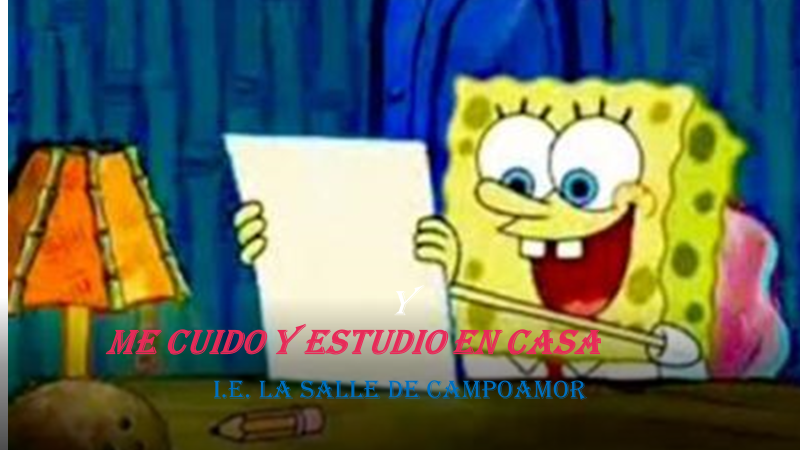 Y
ME CUIDO Y ESTUDIO EN CASA
I.E. LA SALLE DE CAMPOAMOR